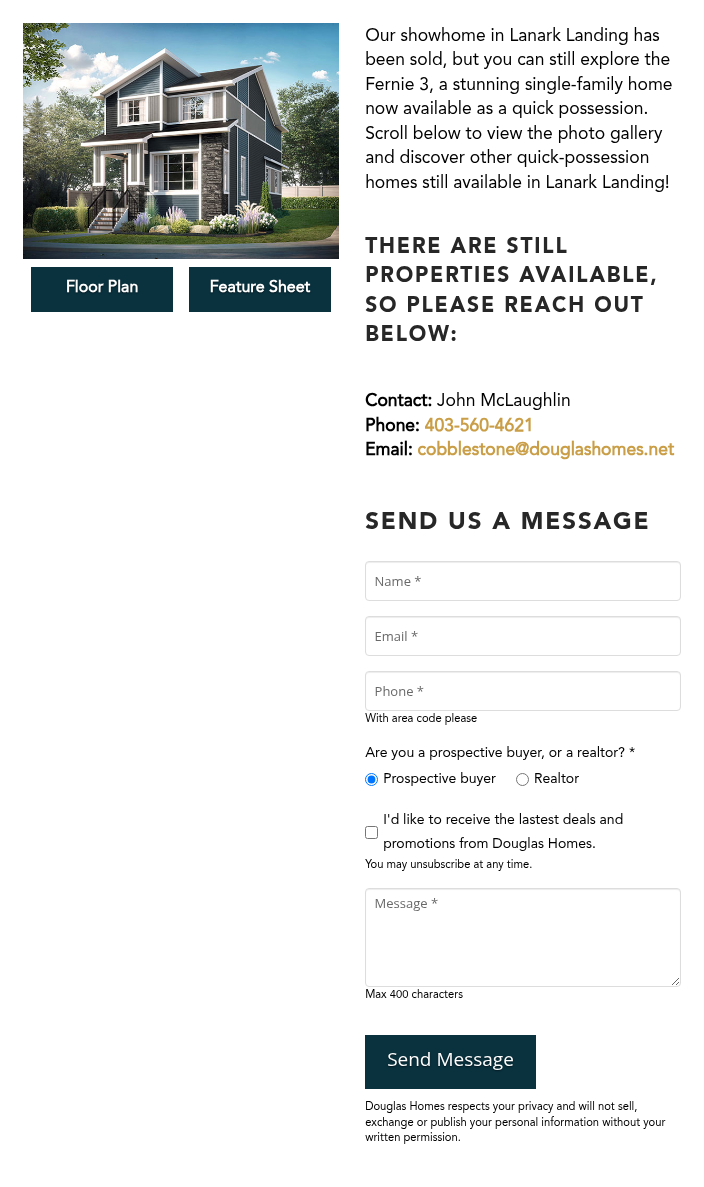 Floor Plan
Feature Sheet
Our showhome in Lanark Landing has
been sold, but you can still explore the
Fernie 3, a stunning single-family home
now available as a quick possession.
Scroll below to view the photo gallery
and discover other quick-possession
homes still available in Lanark Landing!
THERE ARE STILL
PROPERTIES AVAILABLE,
SO PLEASE REACH OUT
BELOW:
Contact: John McLaughlin
Phone: 403-560-4621
Email: cobblestone@douglashomes.net
SEND US A MESSAGE
Name *
Email *
Phone *
With area code please
Are you a prospective buyer, or a realtor? *
Prospective buyer
Realtor
I'd like to receive the lastest deals and
promotions from Douglas Homes.
You may unsubscribe at any time.
Message *
Max 400 characters
Send Message
Douglas Homes respects your privacy and will not sell,
exchange or publish your personal information without your
written permission.